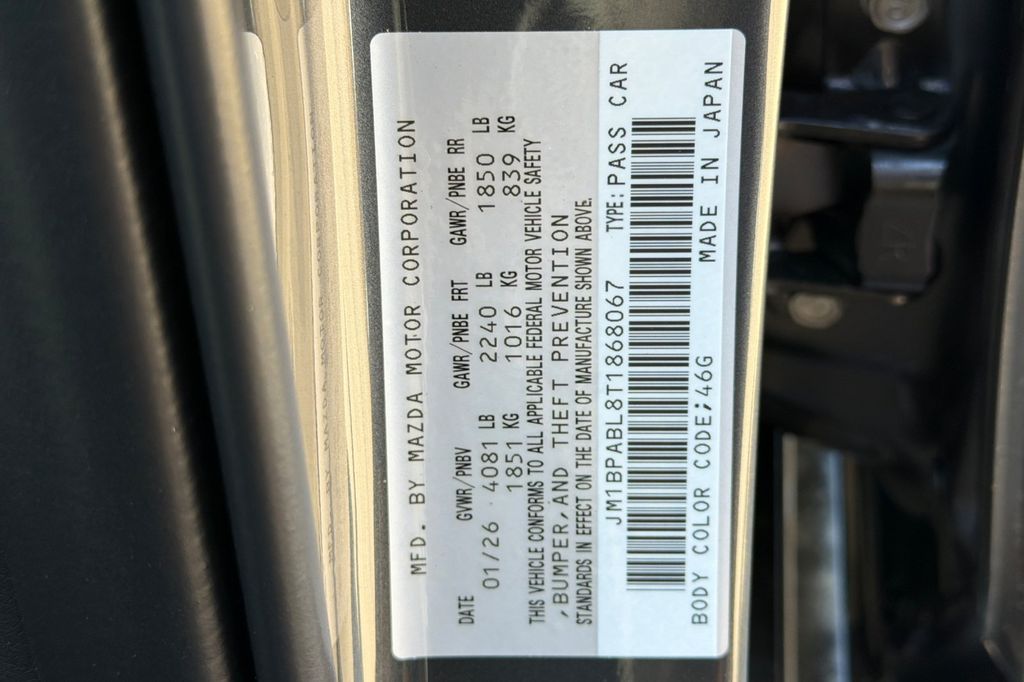 MFD. BY MAZDA MOTOR CORPORATION
DATE GVWR/PNBV GAWR/PNBE FRT GAWR/PNBE RR
01/26 4081 LB 2240 LB 1850 LB
1851 KG 1016 KG 839 KG
THIS VEHICLE CONFORMS TO ALL APPLICABLE FEDERAL MOTOR VEHICLE SAFETY
,BUMPER,AND THEFT PREVENTION
STANDARDS IN EFFECT ON THE DATE OF MANUFACTURE SHOWN ABOVE.
JM1BPABL8T1868067 TYPE:PASS CAR
BODY COLOR CODE;46G MADE IN JAPAN